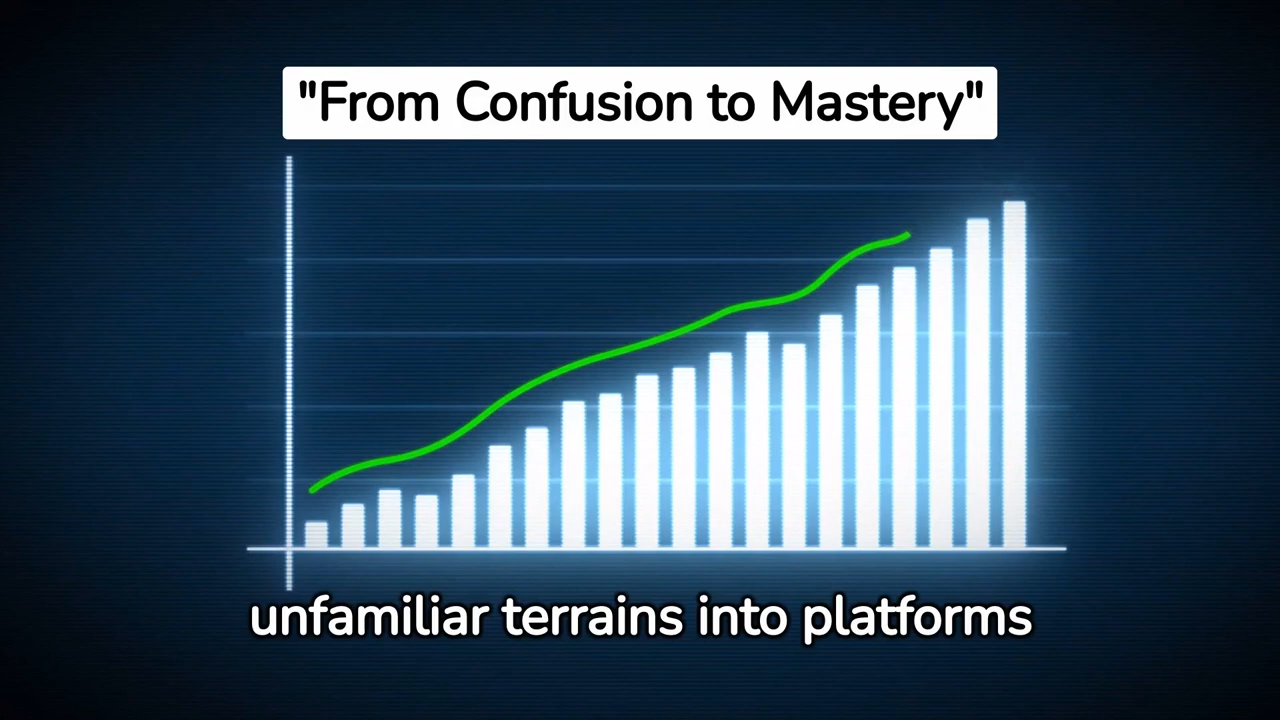 "From Confusion to Mastery"
unfamiliar terrains into platforms